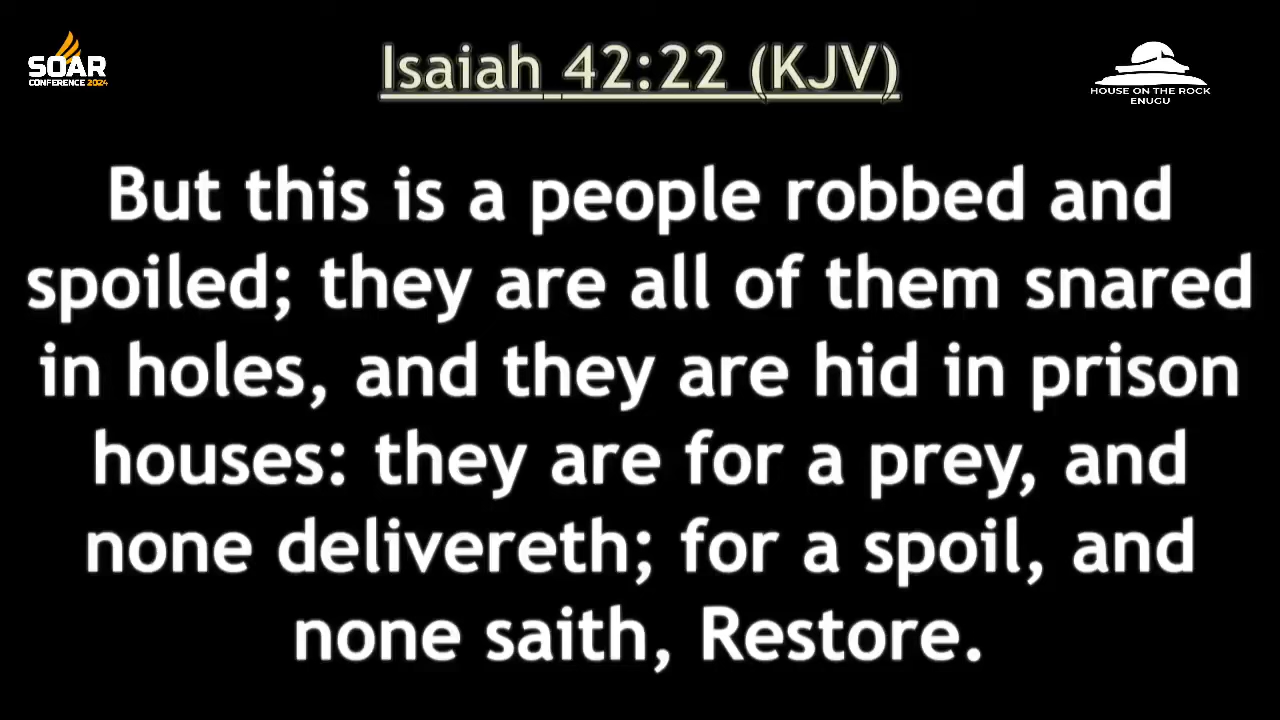 SOAR
CONFERENCE 2024
Isaiah 42:22 (KJV)
HOUSE ON THE ROCK
ENUGU
But this is a people robbed and
spoiled; they are all of them snared
in holes, and they are hid in prison
houses: they are for a prey, and
none delivereth; for a spoil, and
none saith, Restore.